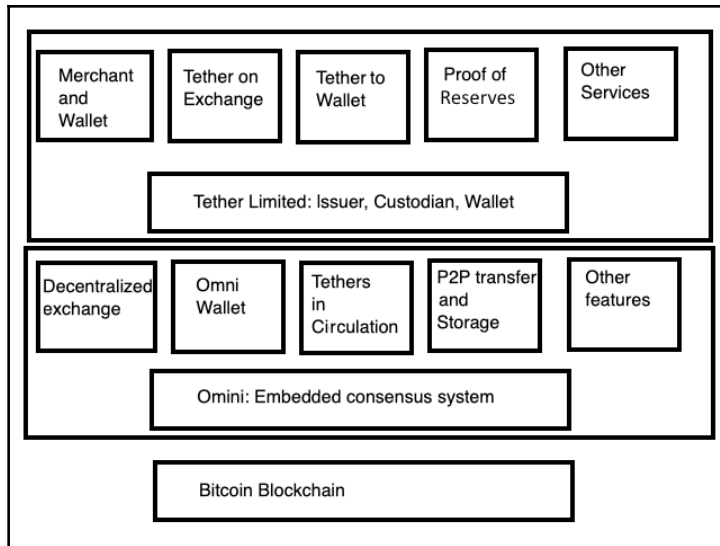 Merchant
and
Wallet
Tether on
Exchange
Tether to
Wallet
Proof of
Reserves
Other
Services
Tether Limited: Issuer, Custodian, Wallet
Decentralized
exchange
Omni
Wallet
Tethers
in
Circulation
P2P transfer
and
Storage
Other
features
Omini: Embedded consensus system
Bitcoin Blockchain